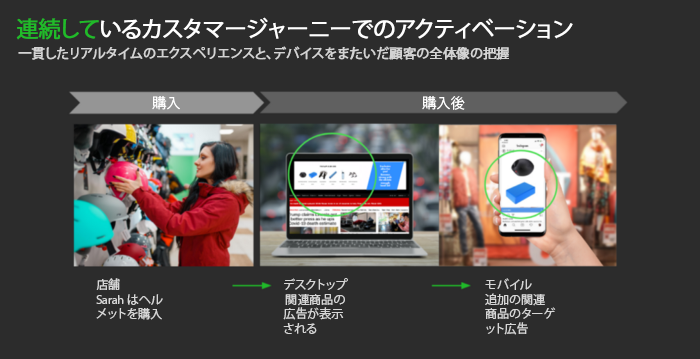 連続しているカスタマージャーニーでのアクティベーション
一貫したリアルタイムのエクスペリエンスと、デバイスをまたいだ顧客の全体像の把握
購入
購入後
店舗
Sarah はヘル
メットを購入
デスクトップ
関連商品の
広告が表示
される
モバイル
追加の関連
商品のターゲ
ット広告